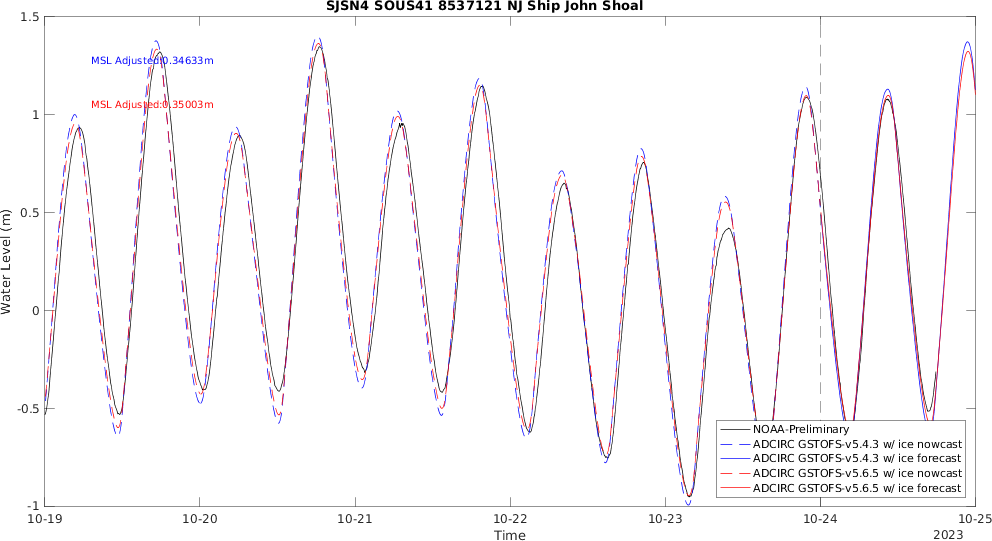 SJSN4 SOUS41 8537121 NJ Ship John Shoal
MSL Adjusted:0.34633m
MSL Adjusted:0.35003m
Water Level (m)
1.5
1
0.5
0
-0.5
-1
NOAA-Preliminary
ADCIRC GSTOFS-v5.4.3 w/ ice nowcast
ADCIRC GSTOFS-v5.4.3 w/ ice forecast
ADCIRC GSTOFS-v5.6.5 w/ ice nowcast
ADCIRC GSTOFS-v5.6.5 w/ ice forecast
10-19 10-20 10-21 10-22 10-23 10-24 10-25
Time
2023